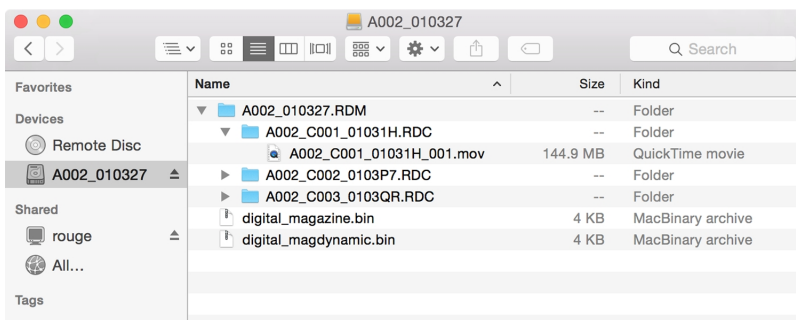 A002_010327
Search
Favorites
Devices
Remote Disc
A002_010327
Shared
rouge
All...
Tags
Name Size Kind
A002_010327.RDM -- Folder
A002_C001_01031H.RDC -- Folder
A002_C001_01031H_001.mov 144.9 MB QuickTime movie
A002_C002_0103P7.RDC -- Folder
A002_C003_0103QR.RDC -- Folder
digital_magazine.bin 4 KB MacBinary archive
digital_magdynamic.bin 4 KB MacBinary archive